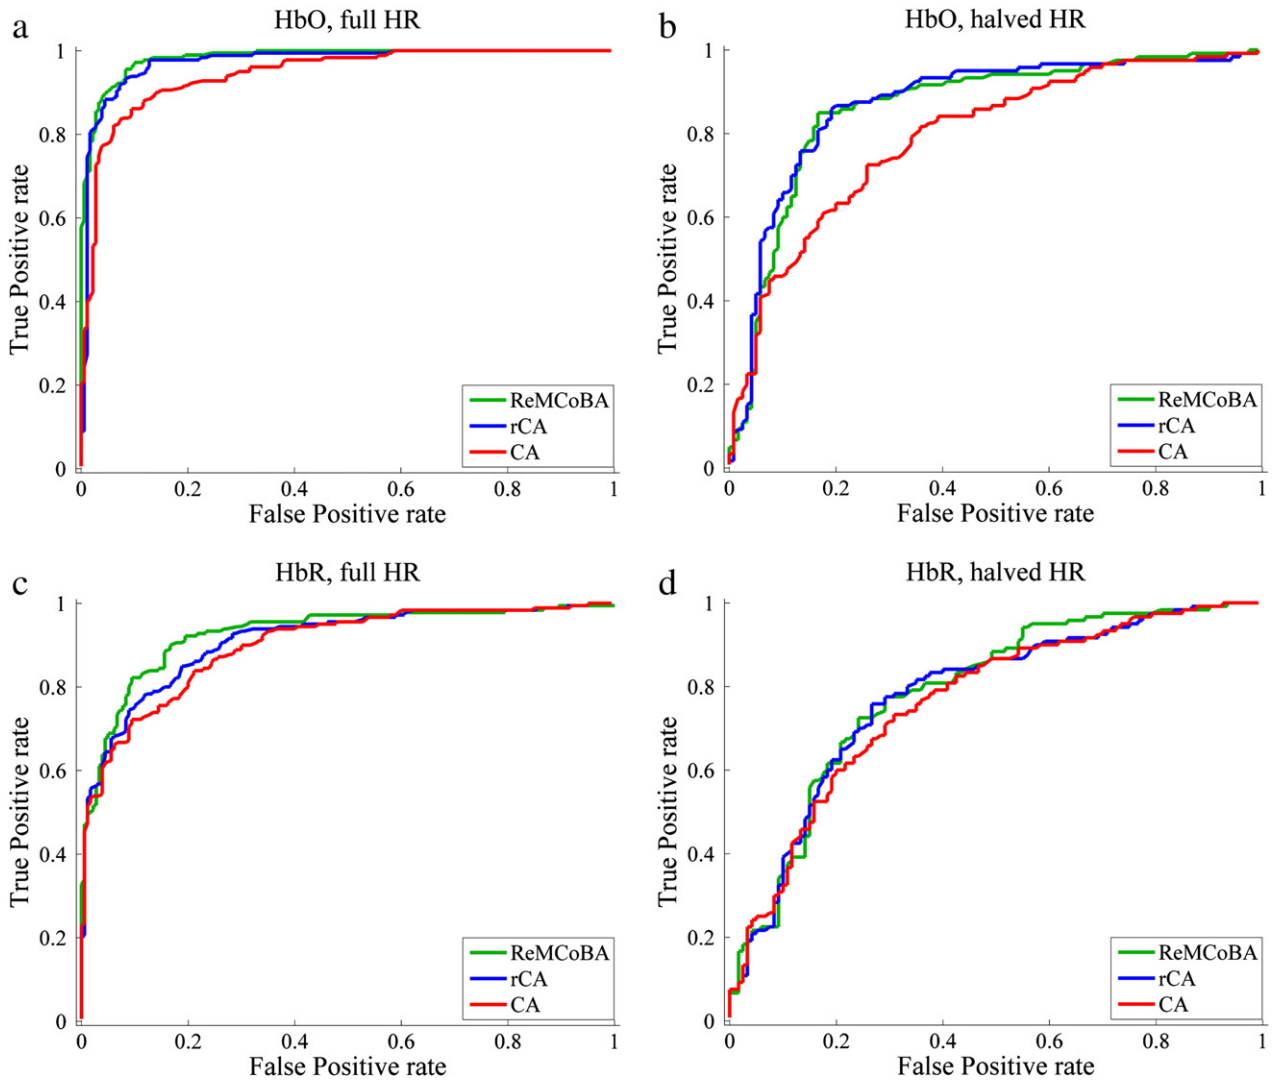 a
HbO, full HR
1
0.8
0.6
0.4
0.2
0
True Positive rate
ReMCoBA
rCA
CA
0 0.2 0.4 0.6 0.8 1
False Positive rate
b
HbO, halved HR
1
0.8
0.6
0.4
0.2
0
True Positive rate
ReMCoBA
rCA
CA
0 0.2 0.4 0.6 0.8 1
False Positive rate
c
HbR, full HR
1
0.8
0.6
0.4
0.2
0
True Positive rate
ReMCoBA
rCA
CA
0 0.2 0.4 0.6 0.8 1
False Positive rate
d
HbR, halved HR
1
0.8
0.6
0.4
0.2
0
True Positive rate
ReMCoBA
rCA
CA
0 0.2 0.4 0.6 0.8 1
False Positive rate